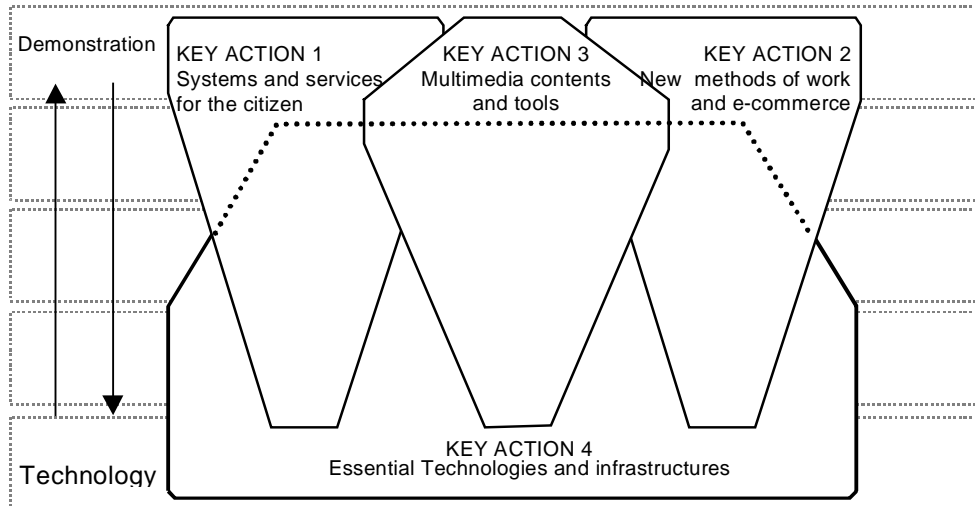 Demonstration
KEY ACTION 1
Systems and services
for the citizen
KEY ACTION 3
Multimedia contents
and tools
KEY ACTION 2
New methods of work
and e-commerce
KEY ACTION 4
Essential Technologies and infrastructures
Technology